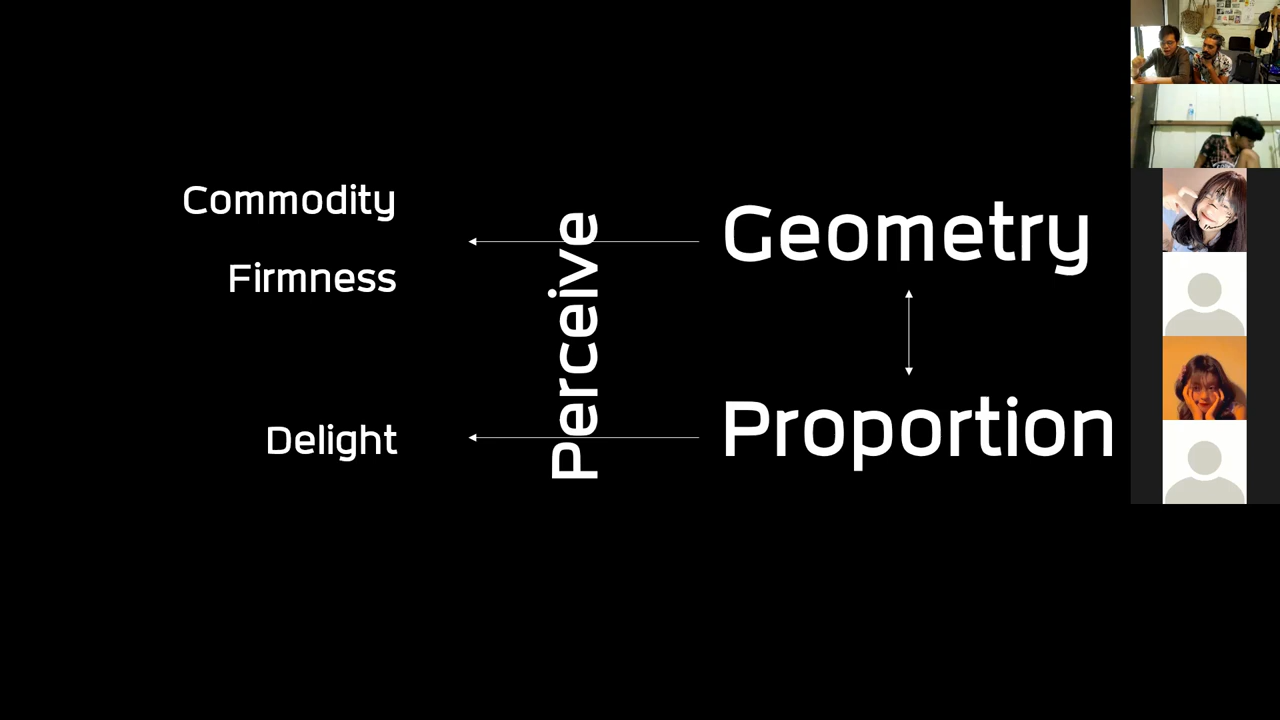 Commodity
Firmness
Delight
Perceive
Geometry
Proportion